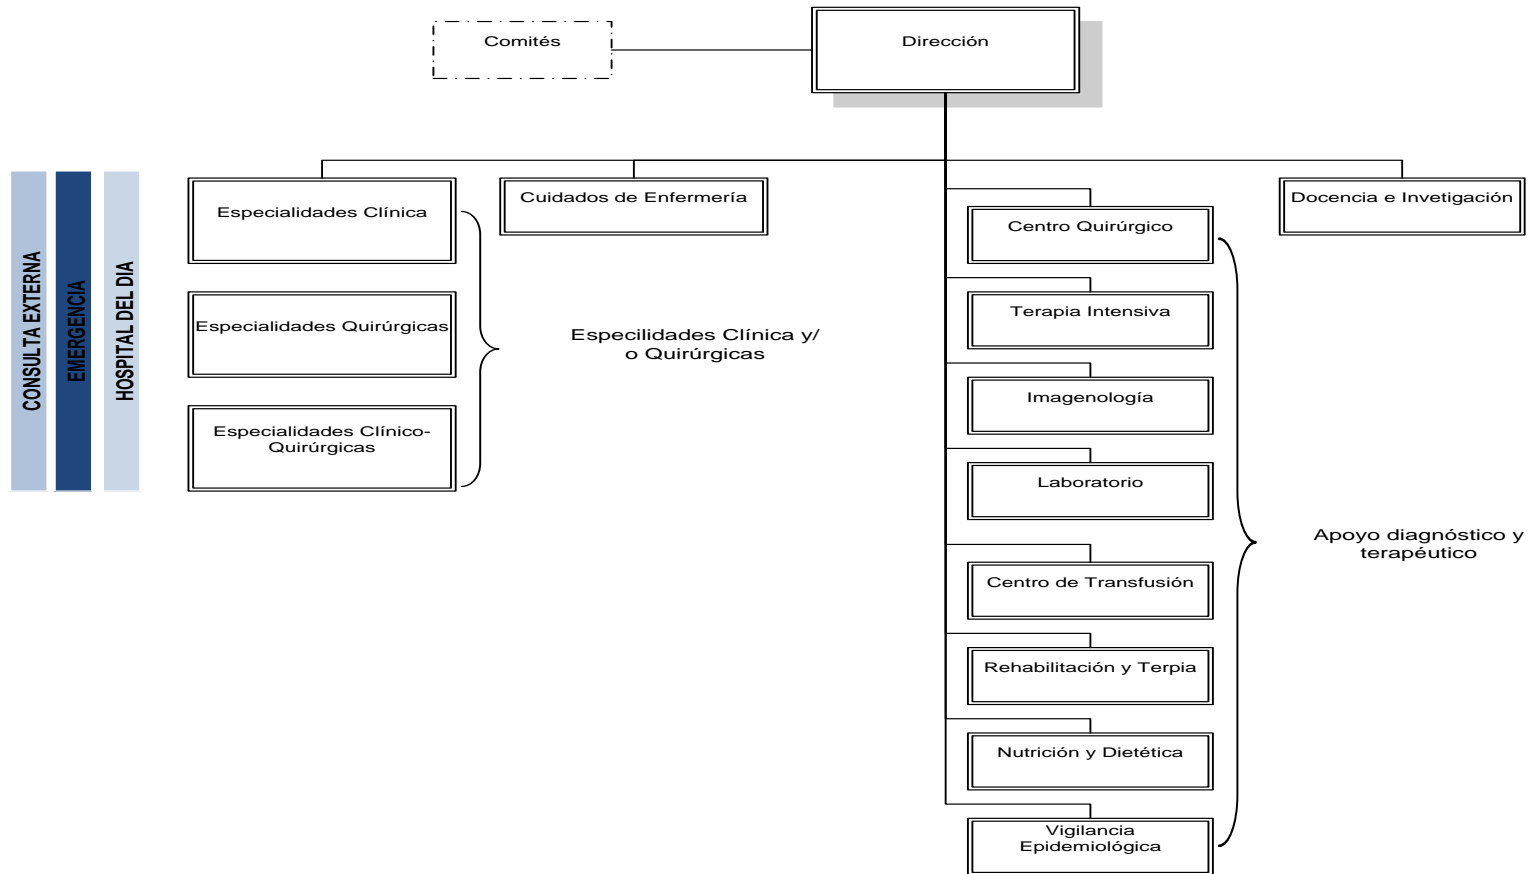 Comités
Dirección
CONSULTA EXTERNA
EMERGENCIA
HOSPITAL DEL DIA
Especialidades Clínica
Especialidades Quirúrgicas
Especialidades Clínico-
Quirúrgicas
Especilidades Clínica y/
o Quirúrgicas
Cuidados de Enfermería
Centro Quirúrgico
Terapia Intensiva
Imagenología
Laboratorio
Centro de Transfusión
Rehabilitación y Terpia
Nutrición y Dietética
Vigilancia
Epidemiológica
Apoyo diagnóstico y
terapéutico
Docencia e Invetigación